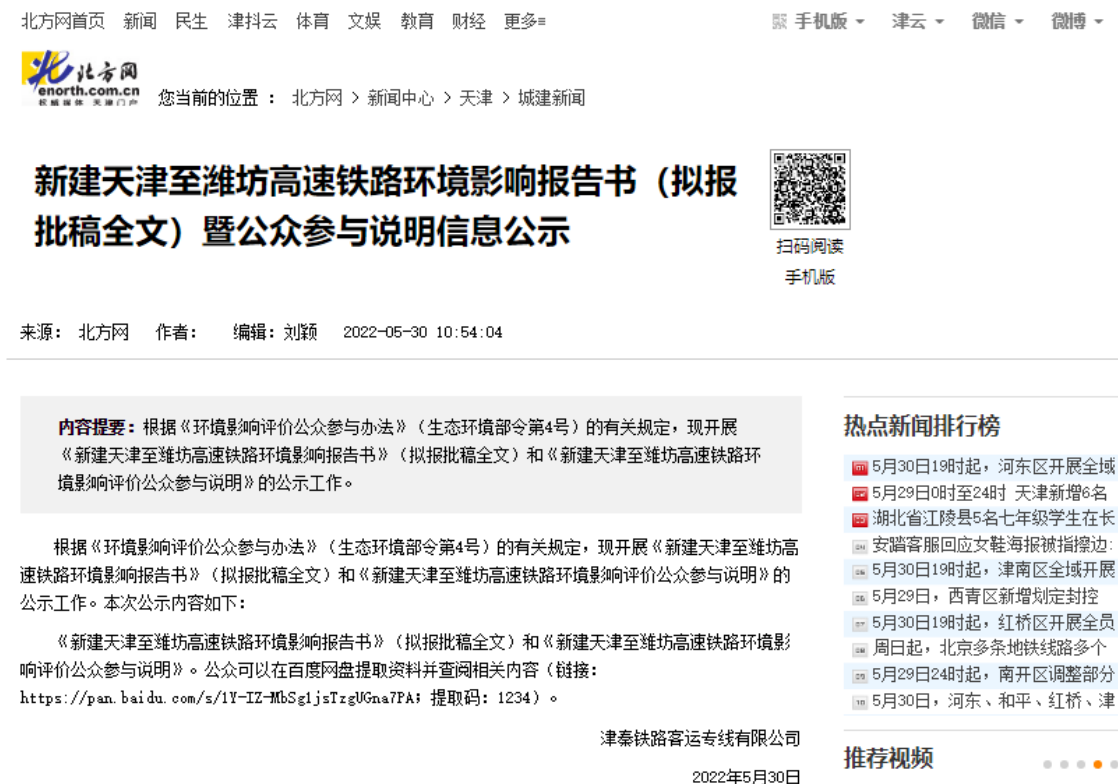 北方网首页 新闻 民生 津抖云 体育 文娱 教育 财经 更多≡ 手机版 津云 微信 微博
北方网
enorth.com.cn
权威媒体 天津门户
您当前的位置 ： 北方网 > 新闻中心 > 天津 > 城建新闻
新建天津至潍坊高速铁路环境影响报告书（拟报
批稿全文）暨公众参与说明信息公示
扫码阅读
手机版
来源： 北方网 作者： 编辑：刘颖 2022-05-30 10:54:04
内容提要：根据《环境影响评价公众参与办法》（生态环境部令第4号）的有关规定，现开展
《新建天津至潍坊高速铁路环境影响报告书》（拟报批稿全文）和《新建天津至潍坊高速铁路环
境影响评价公众参与说明》的公示工作。
根据《环境影响评价公众参与办法》（生态环境部令第4号）的有关规定，现开展《新建天津至潍坊高
速铁路环境影响报告书》（拟报批稿全文）和《新建天津至潍坊高速铁路环境影响评价公众参与说明》的
公示工作。本次公示内容如下：
《新建天津至潍坊高速铁路环境影响报告书》（拟报批稿全文）和《新建天津至潍坊高速铁路环境影
响评价公众参与说明》。公众可以在百度网盘提取资料并查阅相关内容（链接：
https://pan.baidu.com/s/1Y-IZ-MbSgljsTzgUGna7PA；提取码：1234）。
津秦铁路客运专线有限公司
2022年5月30日
热点新闻排行榜
01 5月30日19时起，河东区开展全域
02 5月29日0时至24时 天津新增6名
03 湖北省江陵县5名七年级学生在长
04 安踏客服回应女鞋海报被指擦边:
05 5月30日19时起，津南区全域开展
06 5月29日，西青区新增划定封控
07 5月30日19时起，红桥区开展全员
08 周日起，北京多条地铁线路多个
09 5月29日24时起，南开区调整部分
10 5月30日，河东、和平、红桥、津
推荐视频